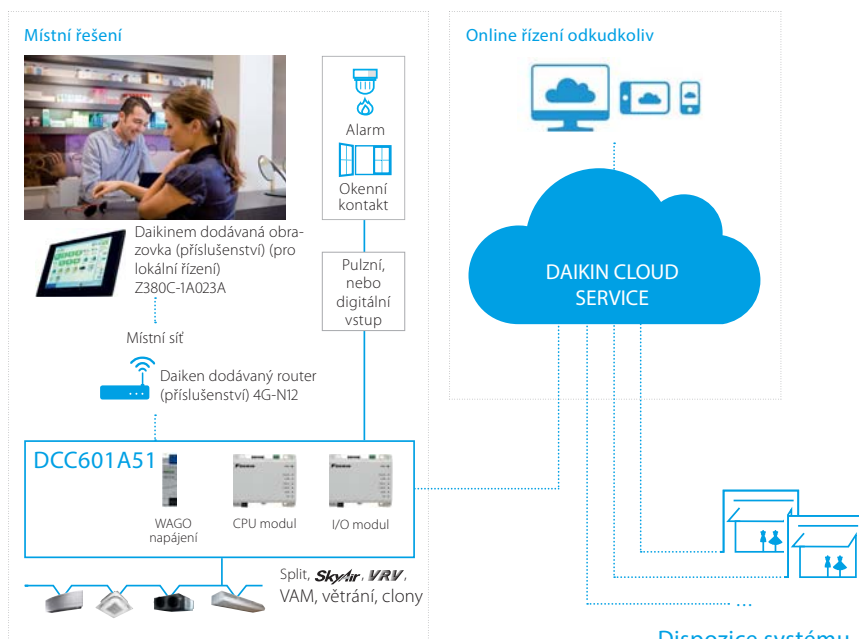 Místní řešení
Alarm
Okenní
kontakt
Daikinem dodávaná obra-
zovka (příslušenství) (pro
lokální řízení)
Z380C-1A023A
Pulzní,
nebo
digitální
vstup
Místní síť
Daiken dodávaný router
(příslušenství) 4G-N12
DCC601A51
WAGO
napájení
CPU modul
I/O modul
Split, SkyAir, VRV,
VAM, větrání, clony
Online řízení odkudkoliv
DAIKIN CLOUD
SERVICE
...
Dispozice systému